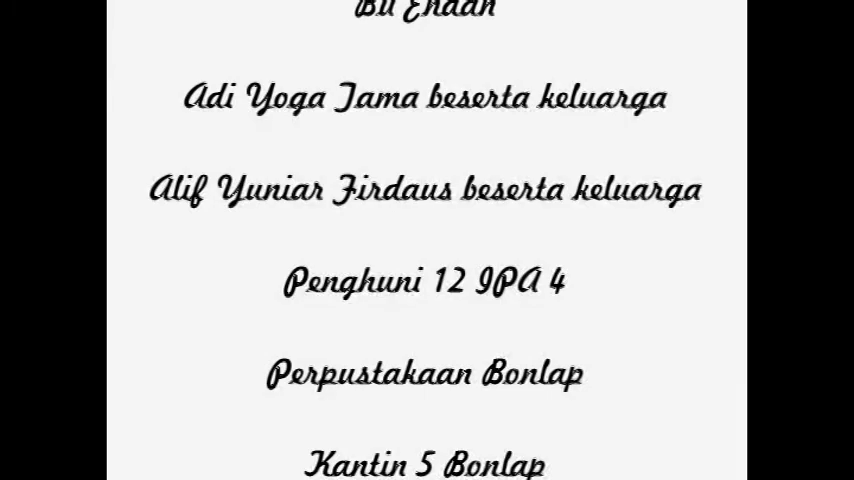 Bu Endah
Adi Yoga Tama beserta keluarga
Alif Yuniar Firdaus beserta keluarga
Penghuni 12 IPA 4
Perpustakaan Bonlap
Kantin 5 Bonlap